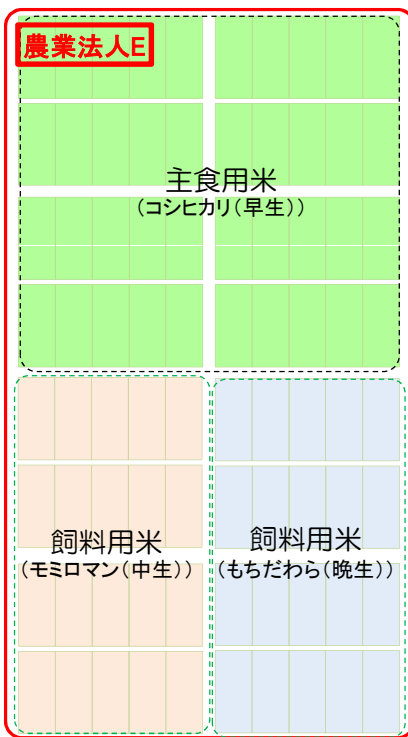 農業法人E
主食用米
（コシヒカリ（早生））
飼料用米
（モミロマン（中生））
飼料用米
（もちだわら（晩生））